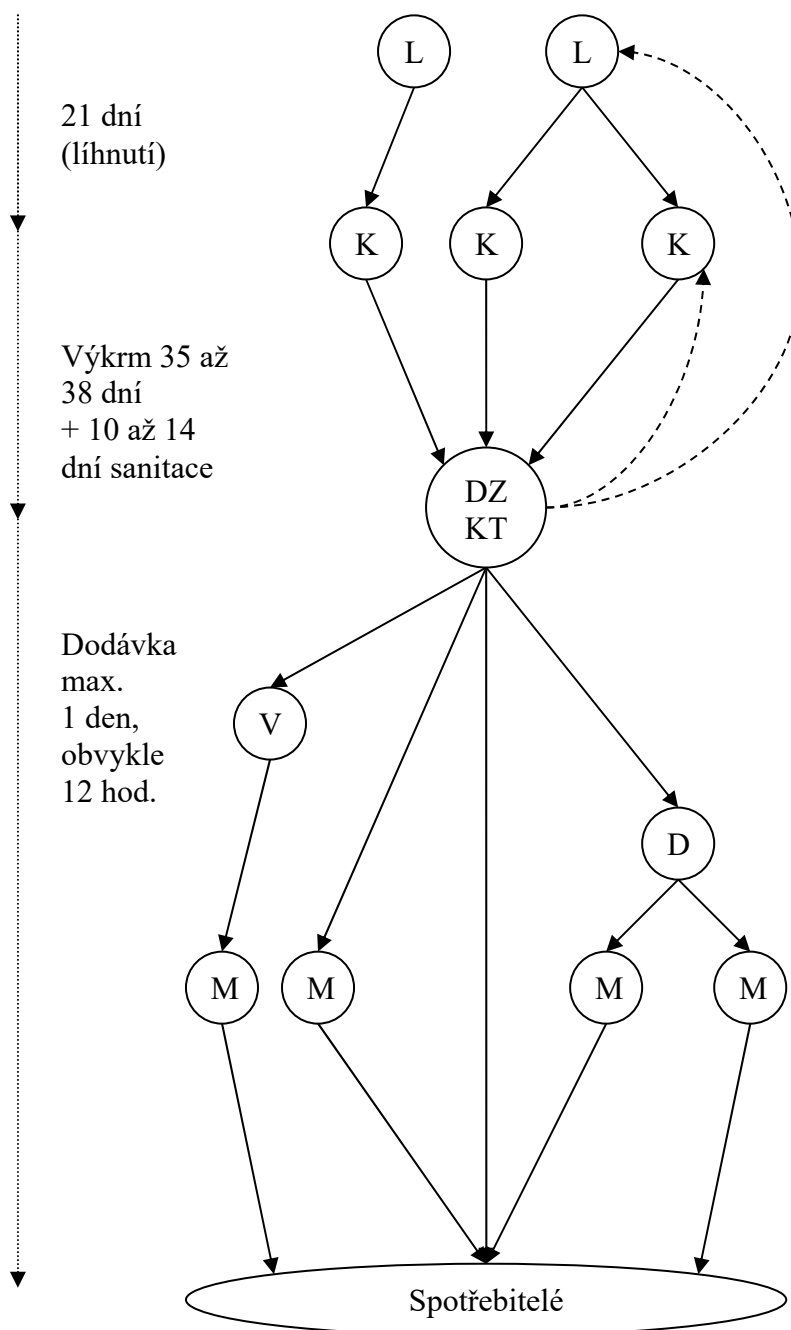 L
L
21 dní
(líhnutí)
K
K
K
Výkrm 35 až
38 dní
+ 10 až 14
dní sanitace
DZ
KT
Dodávka
max.
1 den,
obvykle
12 hod.
V
D
M
M
M
M
Spotřebitelé